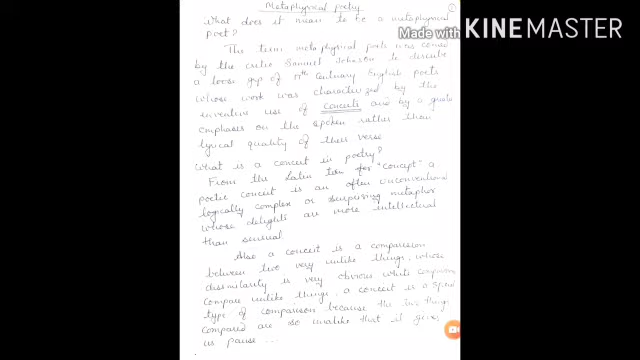 Metaphysical Poetry
What does it mean to be a metaphysical
Poet?
The term metaphysical poets was coined
by the critic Samuel Johnson to describe
a loose grp of 17th Centuary English poets
whose work was characterized by the
inventive use of conceits and by a greater
emphases on the spoken rather than
lyrical quality of their verse
What is a conceit in poetry?
From the Latin term for "concept" a
poetic conceit is an often unconventional
logically complex or surprising metaphor
whose delights are more intellectual
than sensual
Also a conceit is a comparision
between two very unlike things, whose
dissimilarity is very obvious while
compare unlike things, a conceit is a
type of comparison because the two things
compared are so unlike that it gives
us pause ...
Made with KINEMASTER